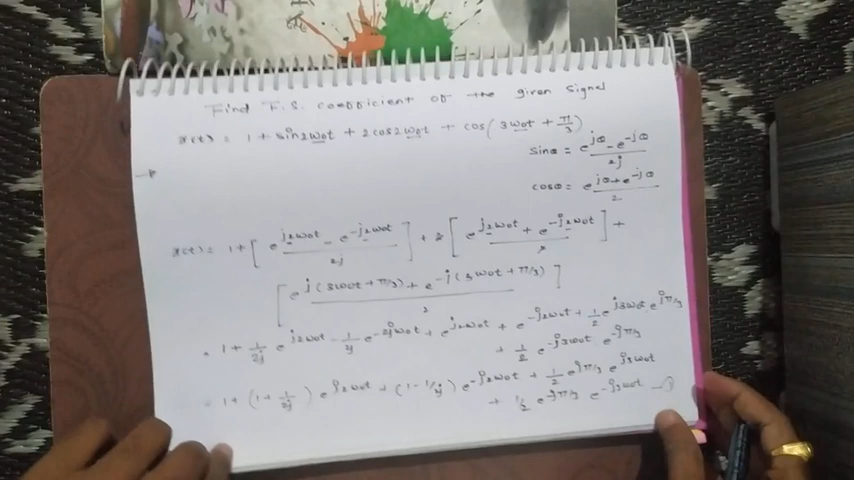 Find F.S. coefficient of the given signal
x(t) = 1 + sin2ω0t + 2cos2ω0t + cos(3ω0t + π/3)
sinθ = (e^jθ - e^-jθ)/2j
cosθ = (e^jθ + e^-jθ)/2
x(t) = 1 + [(e^j2ω0t - e^-j2ω0t)/2j] + 2[(e^j2ω0t + e^-j2ω0t)/2] +
[(e^j(3ω0t + π/3) + e^-j(3ω0t + π/3))/2]
= 1 + 1/2j e^j2ω0t - 1/2j e^-2jω0t + e^j2ω0t + e^-j2ω0t + 1/2 e^j3ω0t e^jπ/3
+ 1/2 e^-j3ω0t e^-jπ/3
= 1 + (1 + 1/2j) e^j2ω0t + (1 - 1/2j) e^-j2ω0t + 1/2 e^jπ/3 e^j3ω0t
+ 1/2 e^-jπ/3 e^-j3ω0t —①